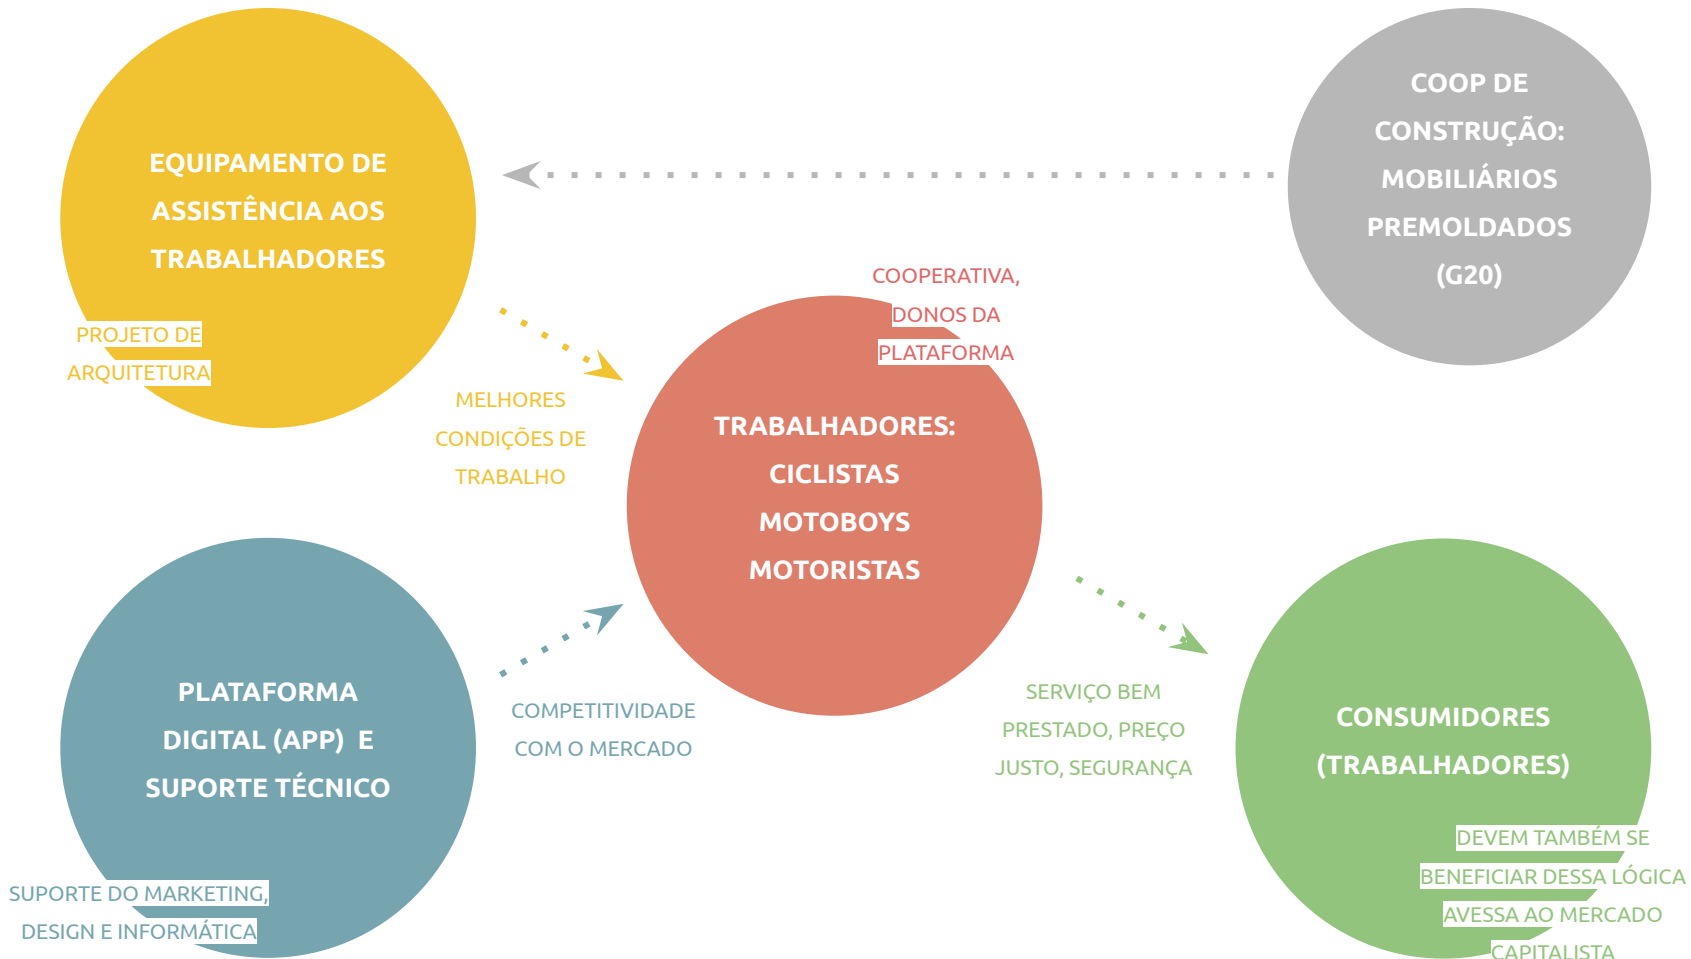 EQUIPAMENTO DE
ASSISTÊNCIA AOS
TRABALHADORES
PROJETO DE
ARQUITETURA
COOP DE
CONSTRUÇÃO:
MOBILIÁRIOS
PREMOLDADOS
(G20)
MELHORES
CONDIÇÕES DE
TRABALHO
COOPERATIVA,
DONOS DA
PLATAFORMA
TRABALHADORES:
CICLISTAS
MOTOBOYS
MOTORISTAS
PLATAFORMA
DIGITAL (APP) E
SUPORTE TÉCNICO
SUPORTE DO MARKETING,
DESIGN E INFORMÁTICA
COMPETITIVIDADE
COM O MERCADO
SERVIÇO BEM
PRESTADO, PREÇO
JUSTO, SEGURANÇA
CONSUMIDORES
(TRABALHADORES)
DEVEM TAMBÉM SE
BENEFICIAR DESSA LÓGICA
AVESSA AO MERCADO
CAPITALISTA